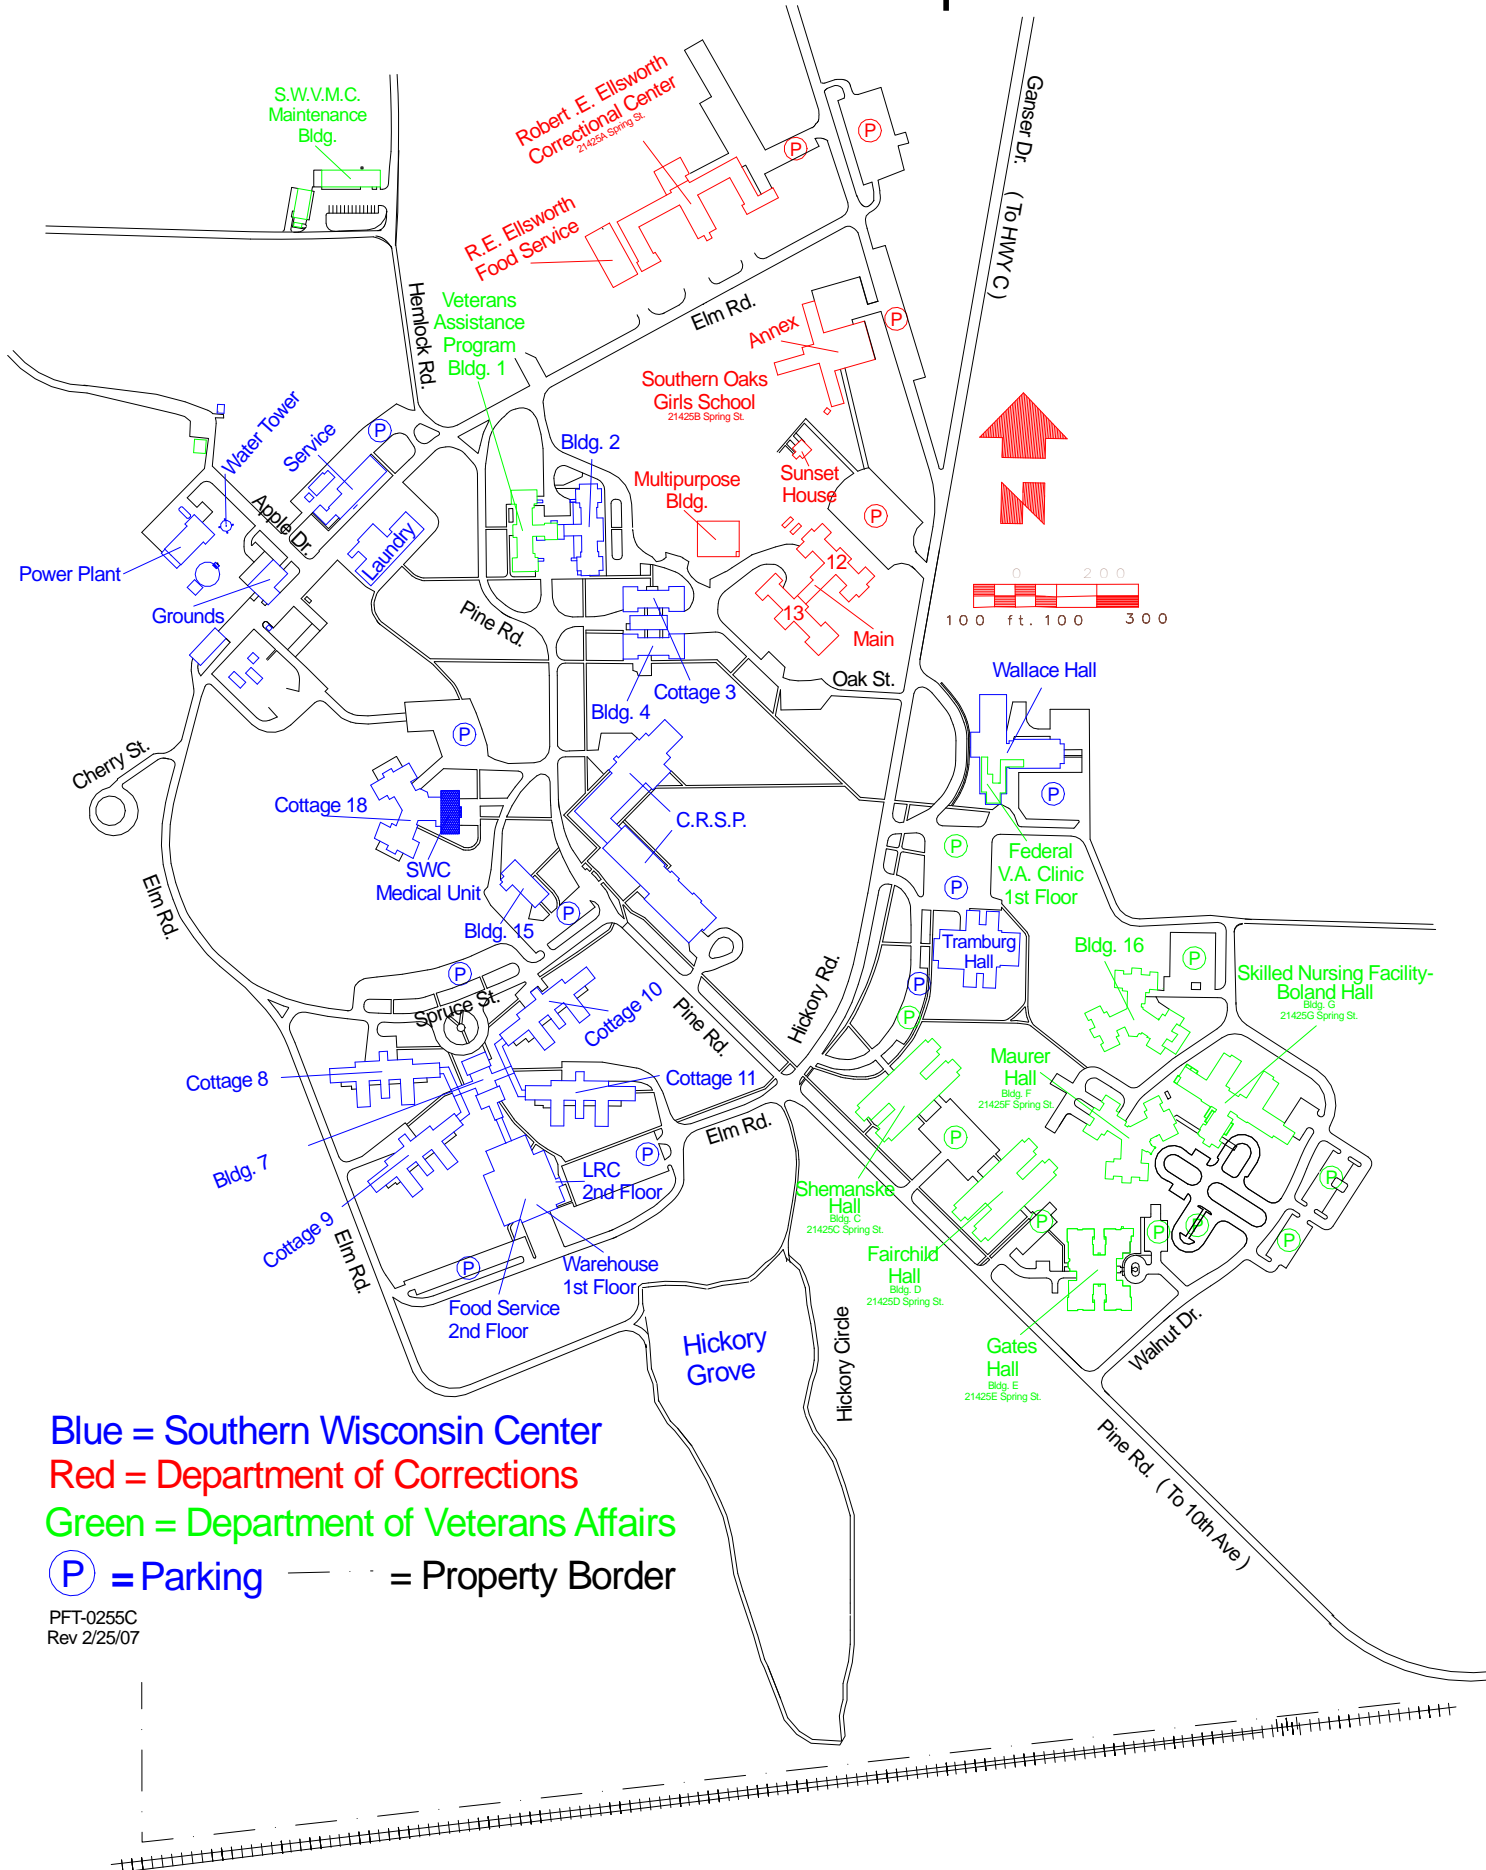 S.W.V.M.C.
Maintenance
Bldg.
Robert .E. Ellsworth
Correctional Center
21425A Spring St.
P
P
Ganser Dr.
( To HWY C )
R.E. Ellsworth
Food Service
Hemlock Rd.
Veterans
Assistance
Program
Bldg. 1
Elm Rd.
P
Annex
Southern Oaks
Girls School
21425B Spring St.
Water Tower
Service
P
Bldg. 2
Multipurpose
Bldg.
Sunset
House
P
N
Apple Dr.
Laundry
12
13
Main
0 200
100 ft. 100 300
Power Plant
Grounds
Pine Rd.
Cottage 3
Bldg. 4
Oak St.
Wallace Hall
P
Cherry St.
Cottage 18
SWC
Medical Unit
C.R.S.P.
P
P
P
Federal
V.A. Clinic
1st Floor
Elm Rd.
Bldg. 15
P
Tramburg
Hall
Bldg. 16
P
Skilled Nursing Facility-
Boland Hall
Bldg. G
21425G Spring St.
P
Spruce St.
Cottage 10
Pine Rd.
Hickory Rd.
P
P
Maurer
Hall
Bldg. F
21425F Spring St.
Cottage 8
Cottage 11
Elm Rd.
P
P
Bldg. 7
LRC
2nd Floor
Shemanske
Hall
Bldg. C
21425C Spring St.
P
Cottage 9
Elm Rd.
P
Warehouse
1st Floor
Food Service
2nd Floor
Fairchild
Hall
Bldg. D
21425D Spring St.
P
P
P
P
Hickory
Grove
Hickory Circle
Gates
Hall
Bldg. E
21425E Spring St.
Walnut Dr.
Pine Rd. ( To 10th Ave )
Blue = Southern Wisconsin Center
Red = Department of Corrections
Green = Department of Veterans Affairs
P = Parking = Property Border
PFT-0255C
Rev 2/25/07